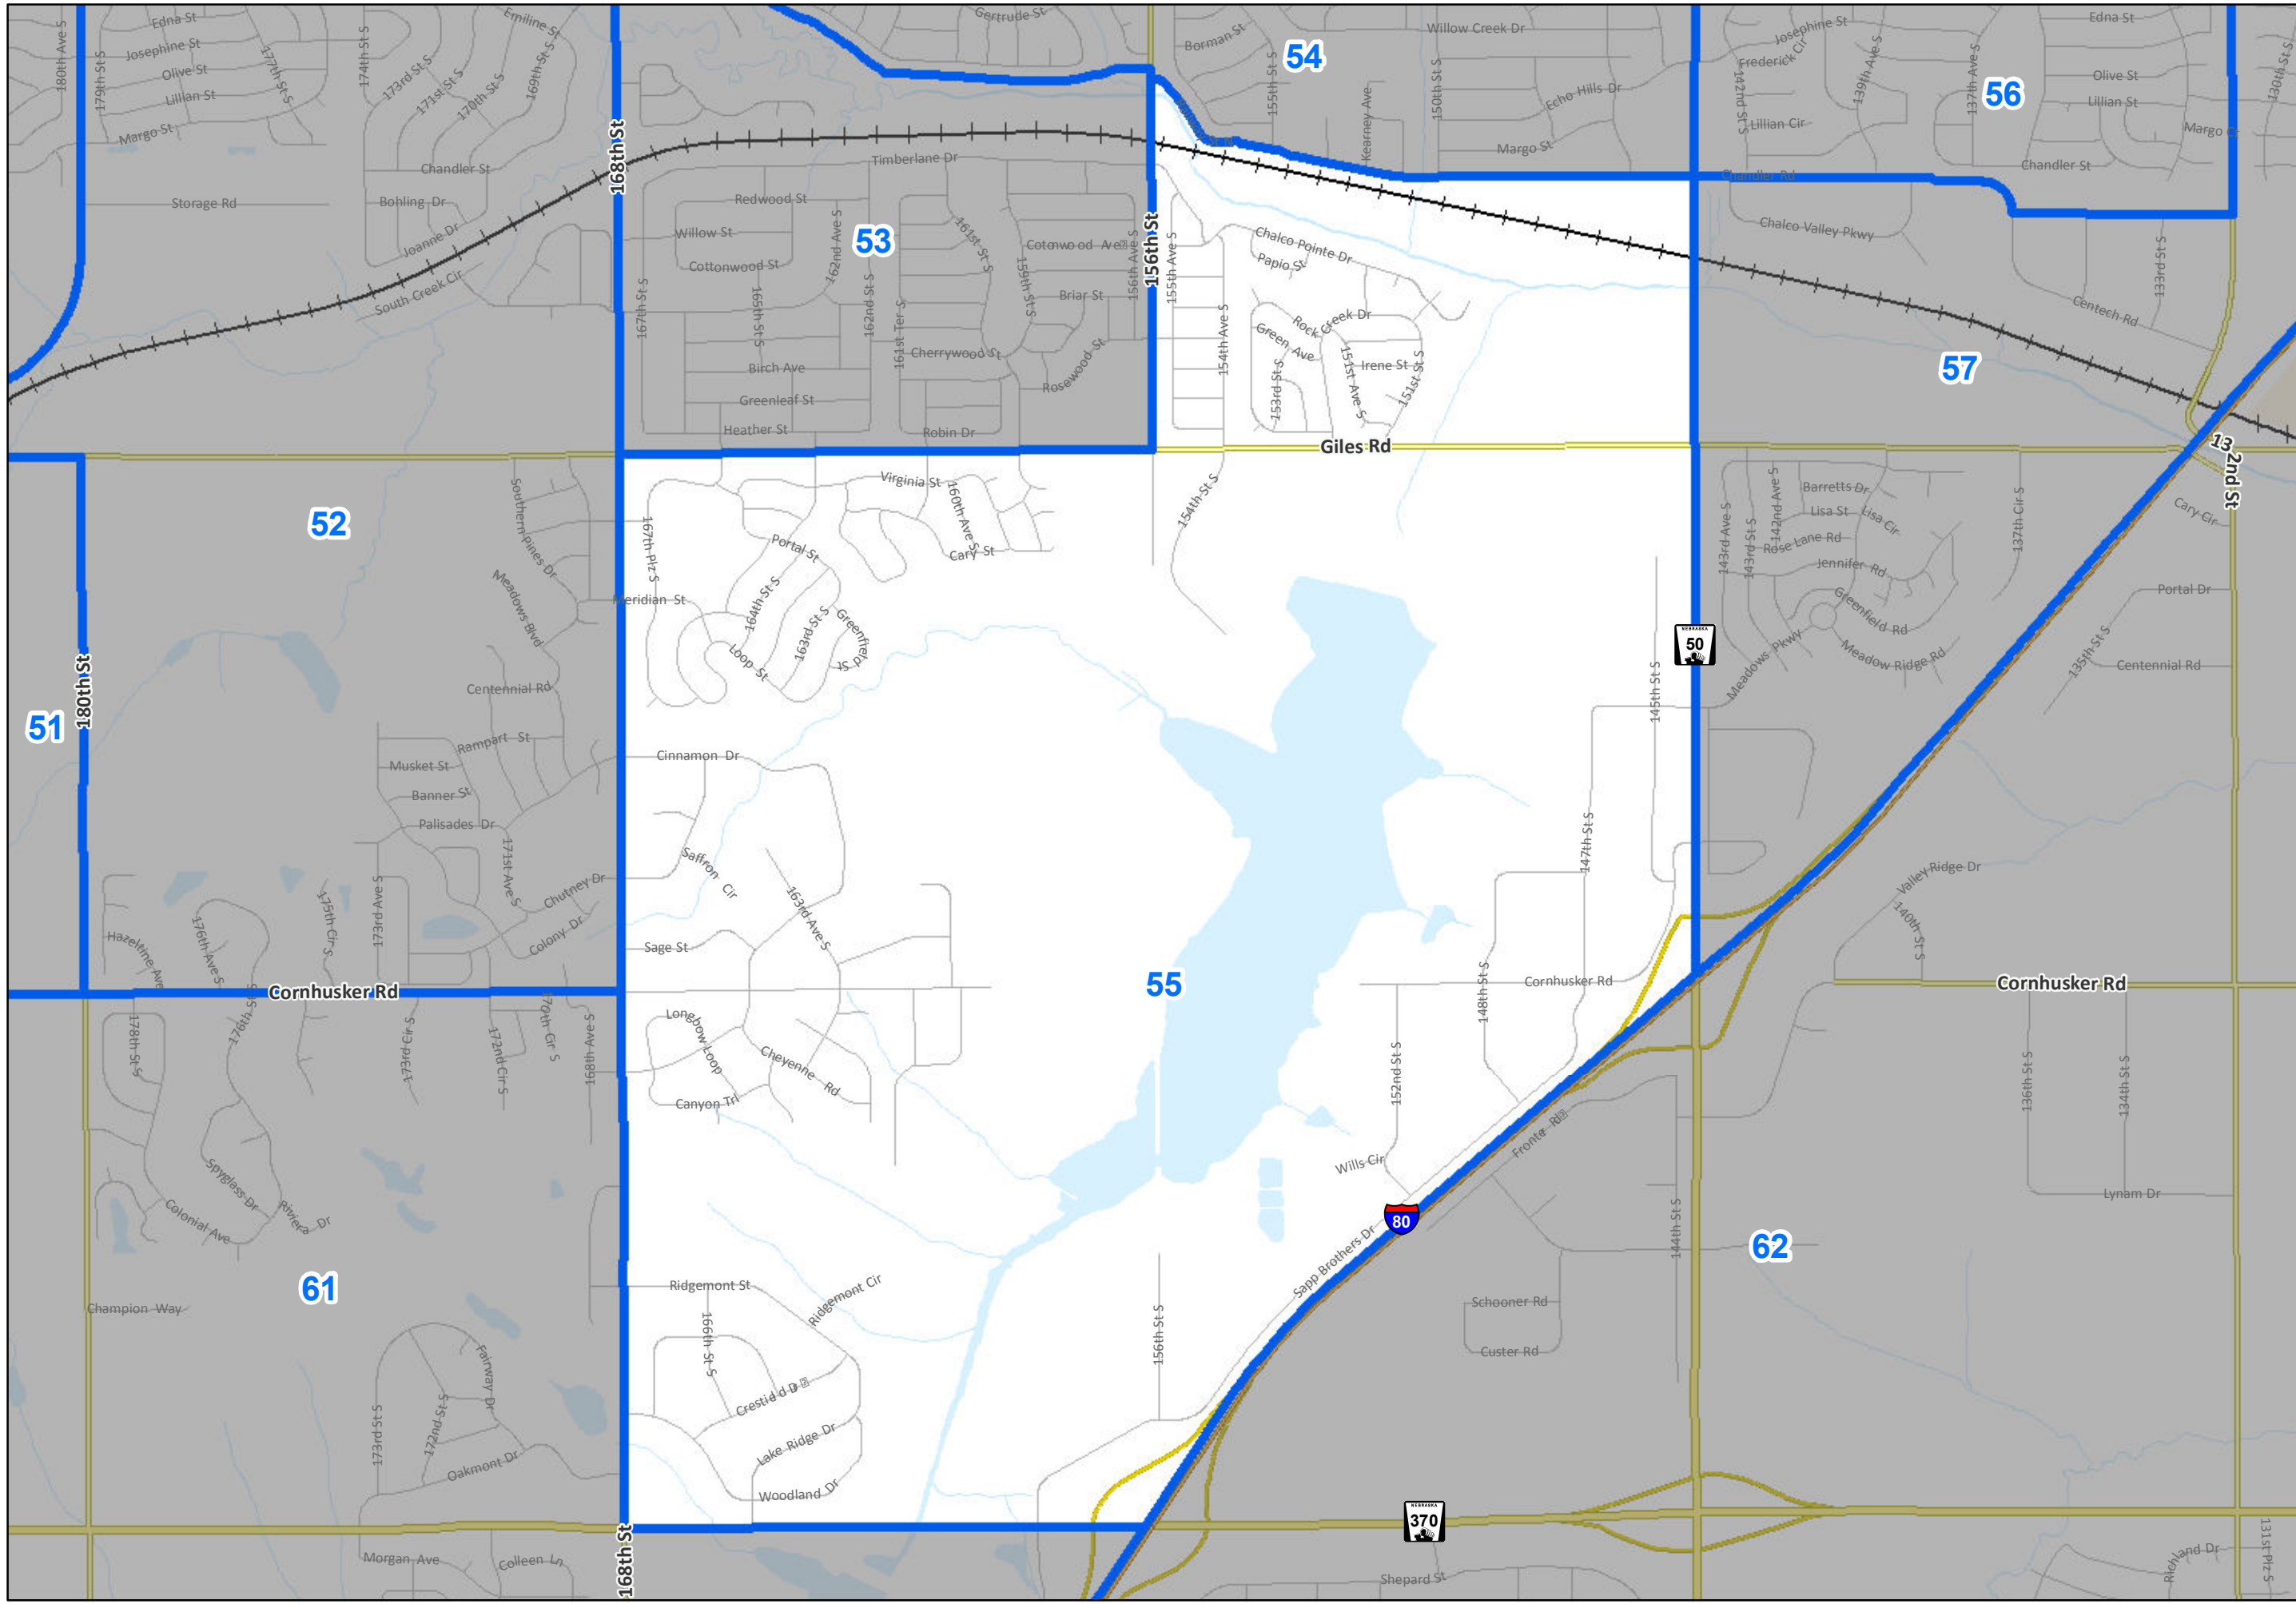 180th Ave S
179th St S
Edna St
Josephine St
Olive St
Lillian St
Margo St
177th St S
174th St S
173rd St S
171st St S
170th St S
169th St S
Emiline St
Chandler St
Storage Rd
Bohling Dr
Joanne Dr
South Creek Cir
168th St
Gertrude St
Timberlane Dr
Redwood St
Willow St
Cottonwood St
162nd Ave S
53
161st St S
159th St S
156th Ave S
156th St
155th Ave S
Briar St
167th St S
165th St S
162nd St S
161st Ter S
Cherrywood St
Rosewood St
Birch Ave
Greenleaf St
Heather St
Robin Dr
Borman St
54
155th St S
Kearney Ave
150th St S
Willow Creek Dr
Echo Hills Dr
Margo St
Chalco Pointe Dr
Papio St
154th Ave S
Rock Creek Dr
Green Ave
153rd St S
151st Ave S
Irene St
151st St S
Giles Rd
Frederick Cir
Josephine St
142nd St S
139th Ave S
137th Ave S
Lillian Cir
56
Edna St
Olive St
Lillian St
Margo
130th St S
Chandler St
Chandler Rd
Chalco Valley Pkwy
133rd St S
Centech Rd
57
132nd St
52
Southern Pines Dr
Meadows Blvd
Meridian St
Centennial Rd
51
180th St
Rampart St
Musket St
Banner St
Palisades Dr
171st Ave S
Chutney Dr
Colony Dr
173rd Ave S
175th Cir S
176th Ave S
Hazeltine Ave
Cornhusker Rd
167th Plz S
Virginia St
160th Ave S
Cary St
Portal St
164th St S
163rd St S
Greenfield St
Loop St
154th St S
Cinnamon Dr
Saffron Cir
163rd Ave S
Sage St
55
145th St S
NEBRASKA
50
147th St S
148th St S
Cornhusker Rd
143rd Ave S
143rd St S
142nd Ave S
Barretts Dr
Lisa St
Lisa Cir
Rose Lane Rd
Jennifer Rd
Greenfield Rd
Meadow Ridge Rd
Meadows Pkwy
137th Cir S
Cary Cir
Portal Dr
135th St S
Centennial Rd
Valley Ridge Dr
140th St S
Cornhusker Rd
136th St S
134th St S
Lynam Dr
178th St S
176th St S
173rd Cir S
172nd Cir S
170th Cir S
168th Ave S
Spyglass Dr
Colonial Ave
Riviera Dr
61
Champion Way
173rd St S
172nd St S
Fairway Dr
Oakmont Dr
Morgan Ave
Colleen Ln
168th St
Longbow Loop
Cheyenne Rd
Canyon Trl
Ridgemont St
Ridgemont Cir
166th St S
Lake Ridge Dr
Woodland Dr
152nd St S
Wills Cir
80
Sapp Brothers Dr
156th St S
144th St S
62
Schooner Rd
Custer Rd
NEBRASKA
370
Shepard St
Richland Dr
131st Plz S